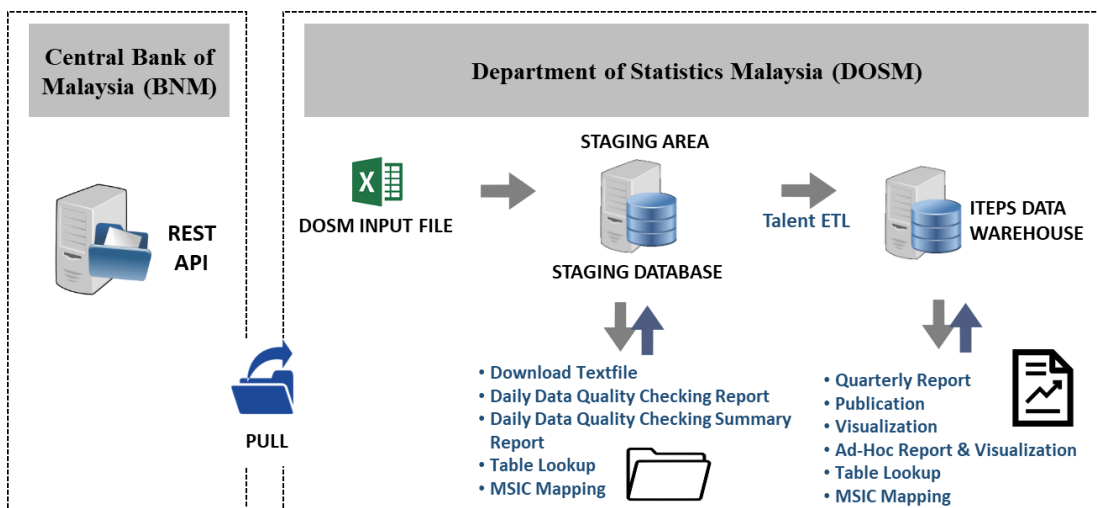 Central Bank of
Malaysia (BNM)
Department of Statistics Malaysia (DOSM)
REST
API
PULL
X
DOSM INPUT FILE
STAGING AREA
STAGING DATABASE
Talent ETL
ITEPS DATA
WAREHOUSE
• Download Textfile
• Daily Data Quality Checking Report
• Daily Data Quality Checking Summary
Report
• Table Lookup
• MSIC Mapping
• Quarterly Report
• Publication
• Visualization
• Ad-Hoc Report & Visualization
• Table Lookup
• MSIC Mapping